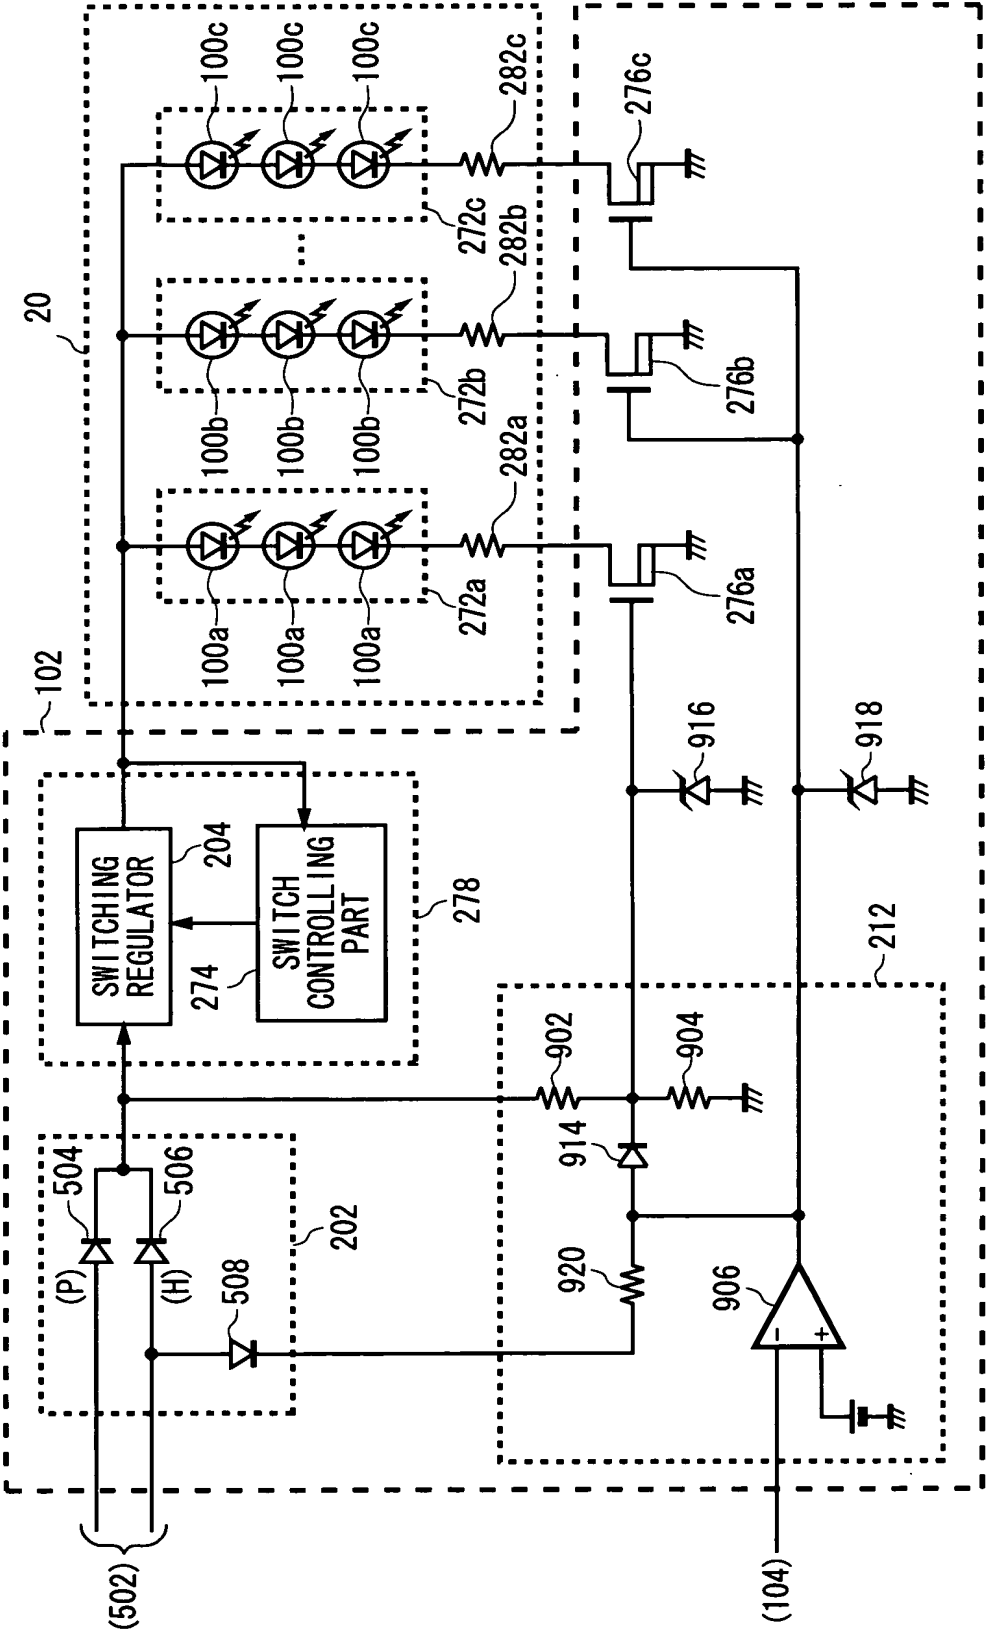 (502)
(P)
(H)
504
506
508
202
102
SWITCHING
REGULATOR
204
274
SWITCH
CONTROLLING
PART
278
20
100a
100a
100a
272a
282a
100b
100b
100b
272b
282b
100c
100c
100c
272c
282c
276a
276b
276c
(104)
906
-
+
920
914
902
904
212
916
918